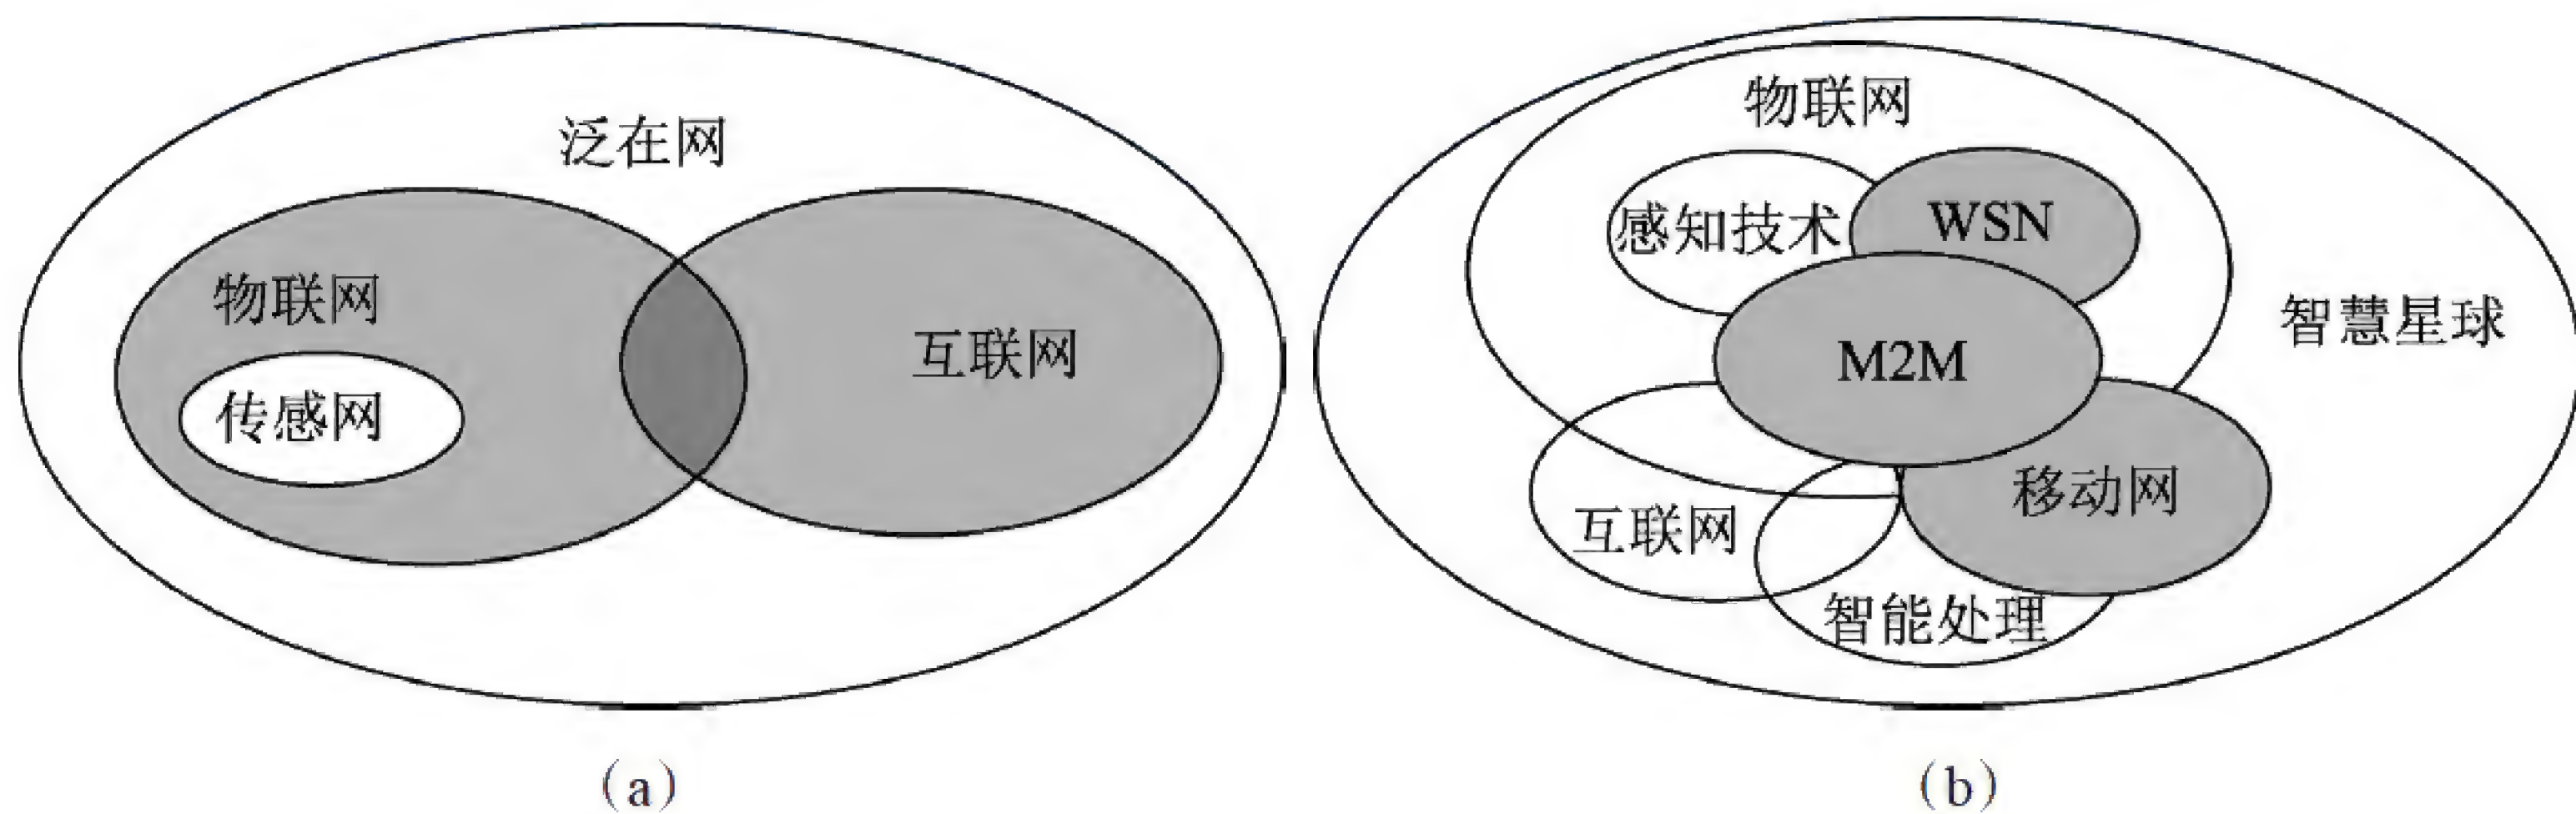 泛在网
物联网
传感网
互联网
(a)
物联网
感知技术
WSN
M2M
智慧星球
互联网
移动网
智能处理
(b)